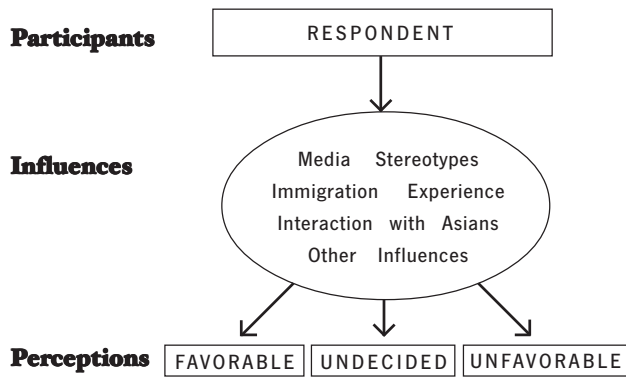 Participants
RESPONDENT
Influences
Media Stereotypes
Immigration Experience
Interaction with Asians
Other Influences
Perceptions
FAVORABLE
UNDECIDED
UNFAVORABLE